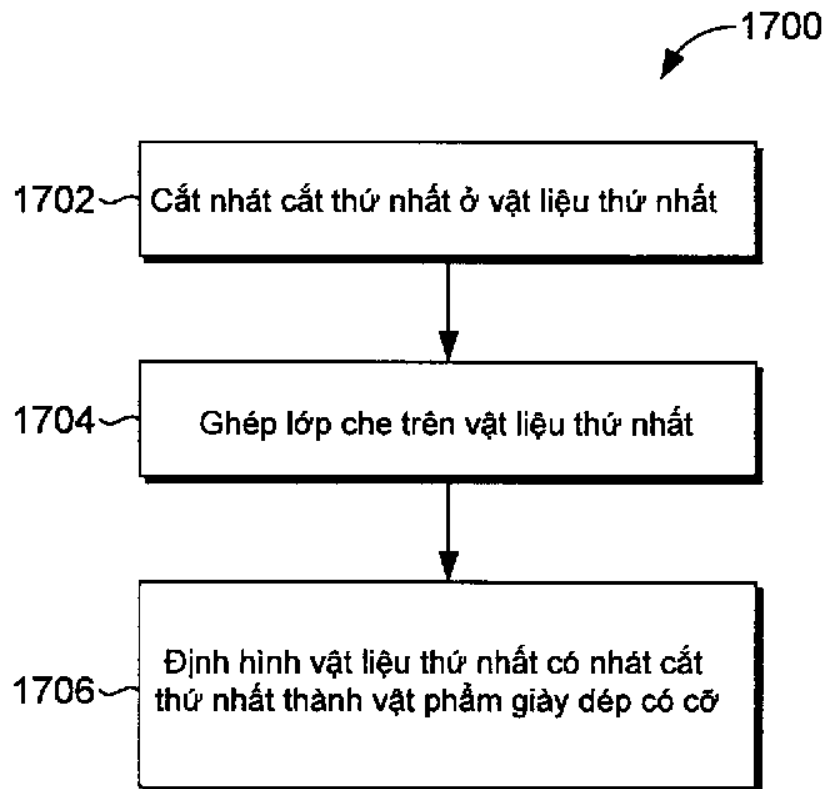 1700
1702
Cắt nhát cắt thứ nhất ở vật liệu thứ nhất
1704
Ghép lớp che trên vật liệu thứ nhất
1706
Định hình vật liệu thứ nhất có nhát cắt
thứ nhất thành vật phẩm giày dép có cỡ